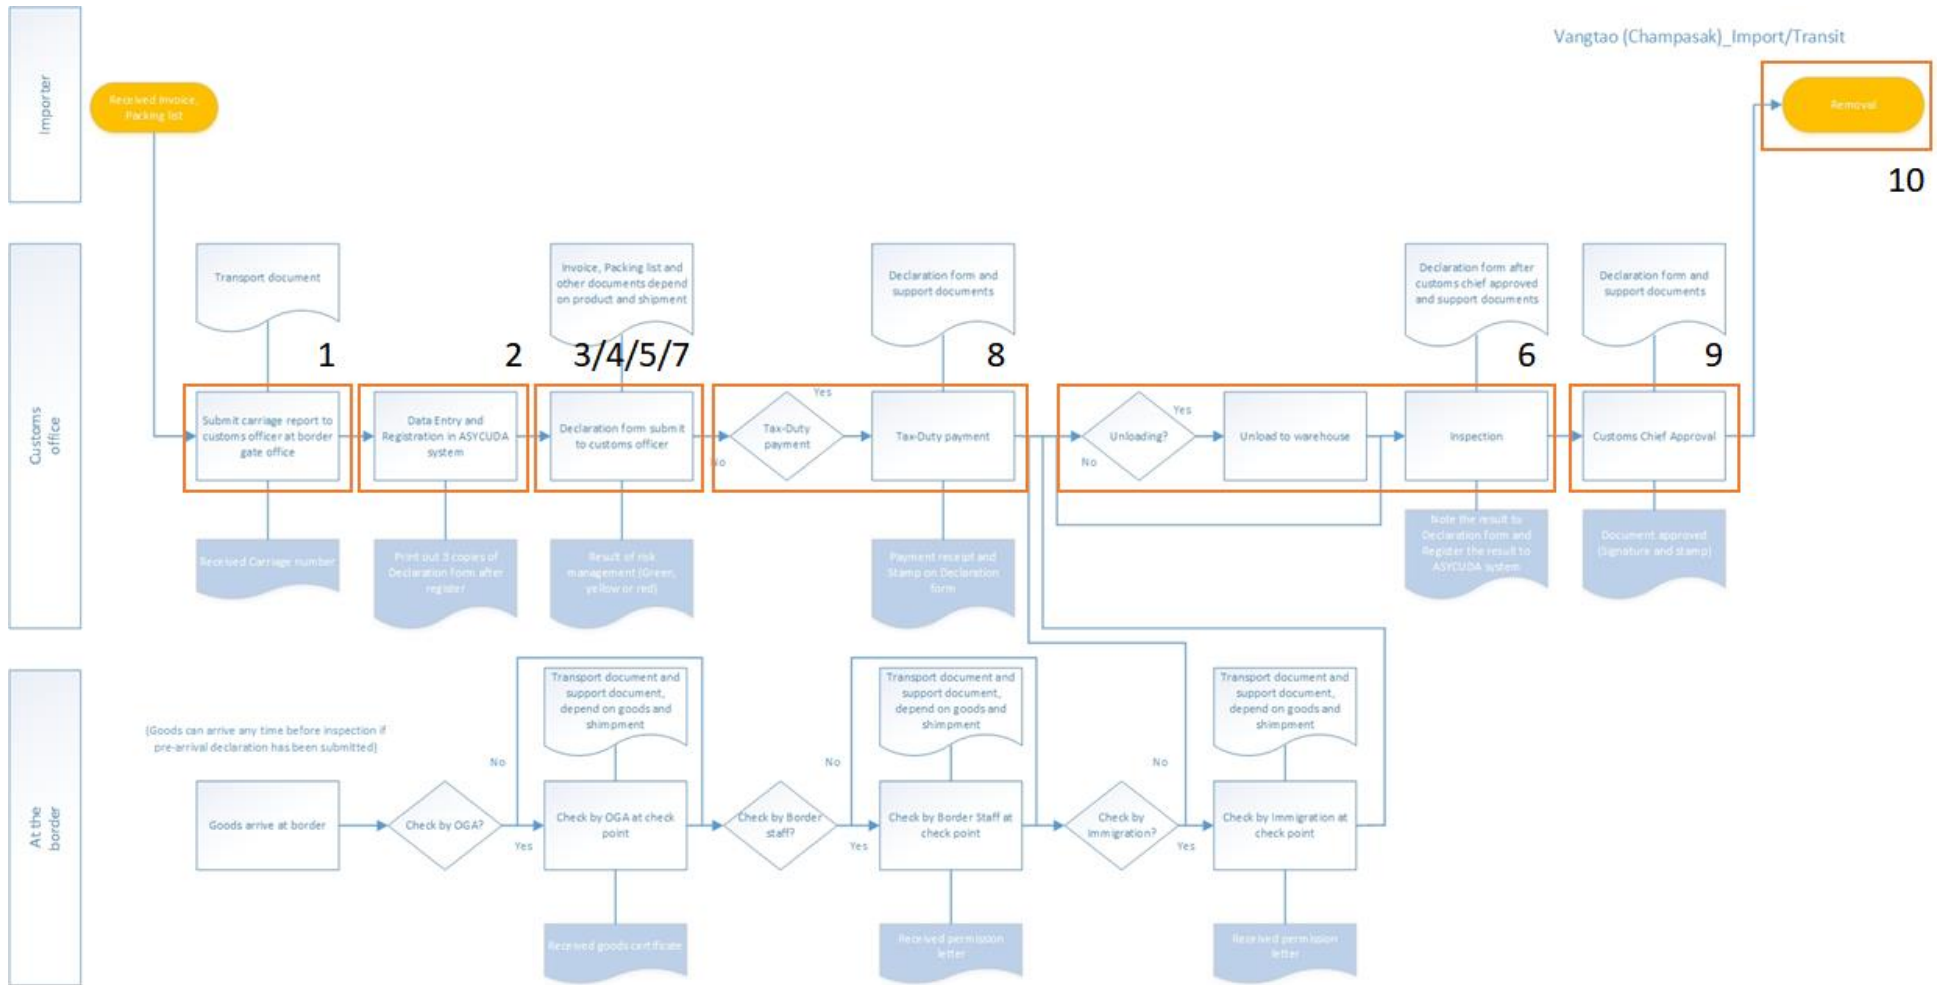 Vangtao (Champasak)_Import/Transit
Importer
Received Invoice,
Packing list
Removal
10
Customs
office
Transport document
Invoice, Packing list and
other documents depend
on product and shipment
Declaration form and
support documents
Declaration form after
customs chief approved
and support documents
Declaration form and
support documents
1
2
3/4/5/7
8
6
9
Submit carriage report to
customs officer at border
gate office
Data Entry and
Registration in ASYCUDA
system
Declaration form submit
to customs officer
Tax-Duty
payment
Yes
No
Tax-Duty payment
Unloading?
Yes
No
Unload to warehouse
Inspection
Customs Chief Approval
Received Carriage number
Print out 3 copies of
Declaration Form after
register
Result of risk
management (Green,
yellow or red)
Payment receipt and
Stamp on Declaration
form
Note the result to
Declaration form and
Register the result to
ASYCUDA system
Document approved
(Signature and stamp)
At the
border
(Goods can arrive any time before inspection if
pre-arrival declaration has been submitted)
Transport document and
support document,
depend on goods and
shimpment
Transport document and
support document,
depend on goods and
shimpment
Transport document and
support document,
depend on goods and
shimpment
No
No
No
Goods arrive at border
Check by OGA?
Yes
Check by OGA at check
point
Check by Border
staff?
Yes
Check by Border Staff at
check point
Check by
Immigration?
Yes
Check by Immigration at
check point
Received goods certificate
Received permission
letter
Received permission
letter